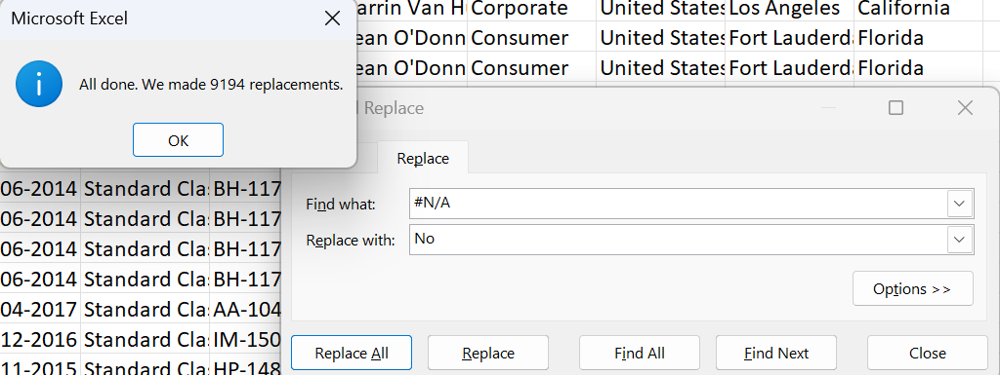 Microsoft Excel
All done. We made 9194 replacements.
OK
arrin Van H Corporate United States Los Angeles California
ean O'Donn Consumer United States Fort Lauderda Florida
ean O'Donn Consumer United States Fort Lauderda Florida
Replace
Replace
Find what: #N/A
Replace with: No
Options >>
Replace All Replace Find All Find Next Close
06-2014 Standard Clas BH-117
06-2014 Standard Clas BH-117
06-2014 Standard Clas BH-117
06-2014 Standard Clas BH-117
04-2017 Standard Clas AA-104
12-2016 Standard Clas IM-150
11-2015 Standard Clas HP-148